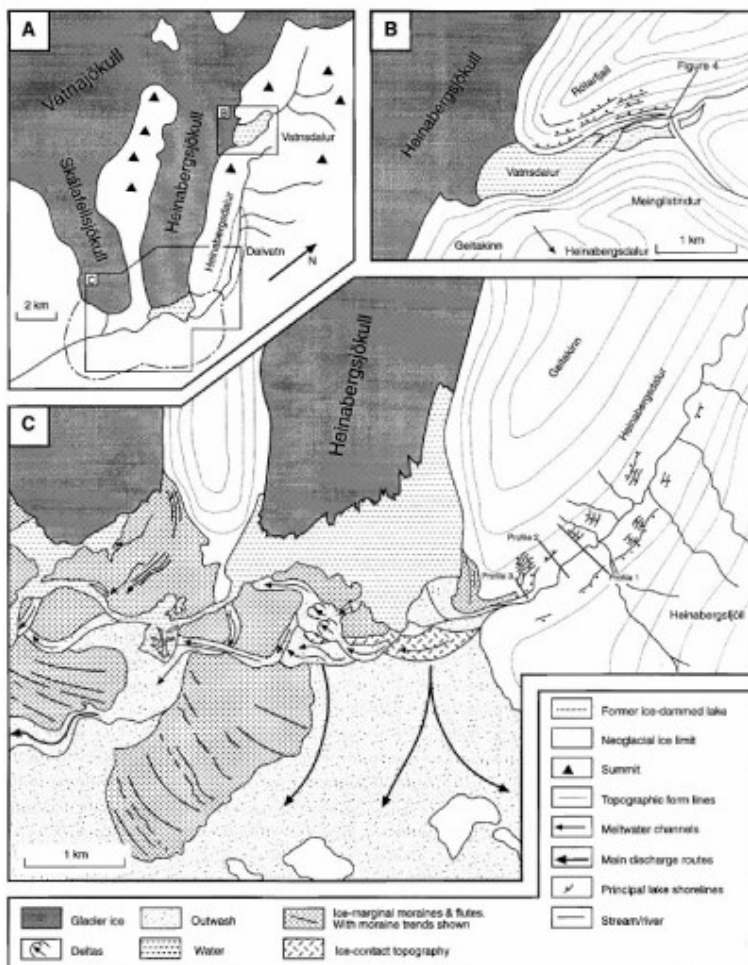 A
Vatnajökull
Skálafellsjökull
Heinabergsjökull
B
Vatnsdalur
Heinabergsdalur
Dalvatn
C
2 km
N
B
Heinabergsjökull
Figure 4
Vatnsdalur
Meingilstindur
Geitakinn
Heinabergsdalur
1 km
C
Heinabergsjökull
Geitakinn
Heinabergsdalur
Profile 2
Profile 3
Profile 1
Heinabergsfjöll
1 km
Former ice-dammed lake
Neoglacial ice limit
Summit
Topographic form lines
Meltwater channels
Main discharge routes
Principal lake shorelines
Stream/river
Glacier ice
Outwash
Ice-marginal moraines & flutes.
With moraine trends shown
Deltas
Water
Ice-contact topography